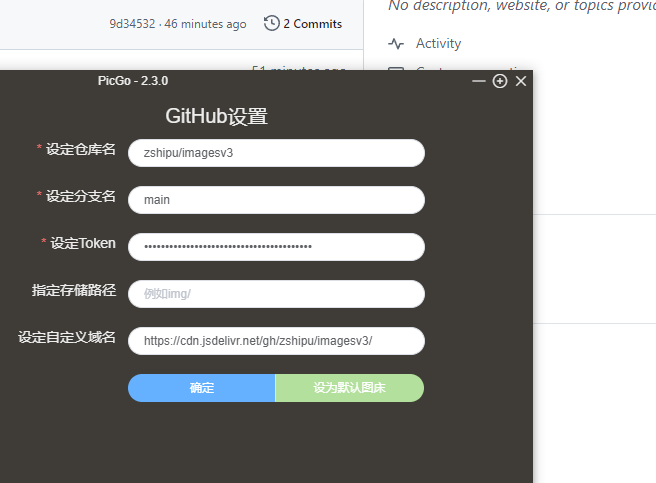 No description, website, or topics provi
9d34532 · 46 minutes ago
2 Commits
Activity
51 minutes ago
PicGo - 2.3.0
GitHub设置
* 设定仓库名
zshipu/imagesv3
* 设定分支名
main
* 设定Token
••••••••••••••••••••••••••••••••••••••••
指定存储路径
例如img/
设定自定义域名
https://cdn.jsdelivr.net/gh/zshipu/imagesv3/
确定
设为默认图床